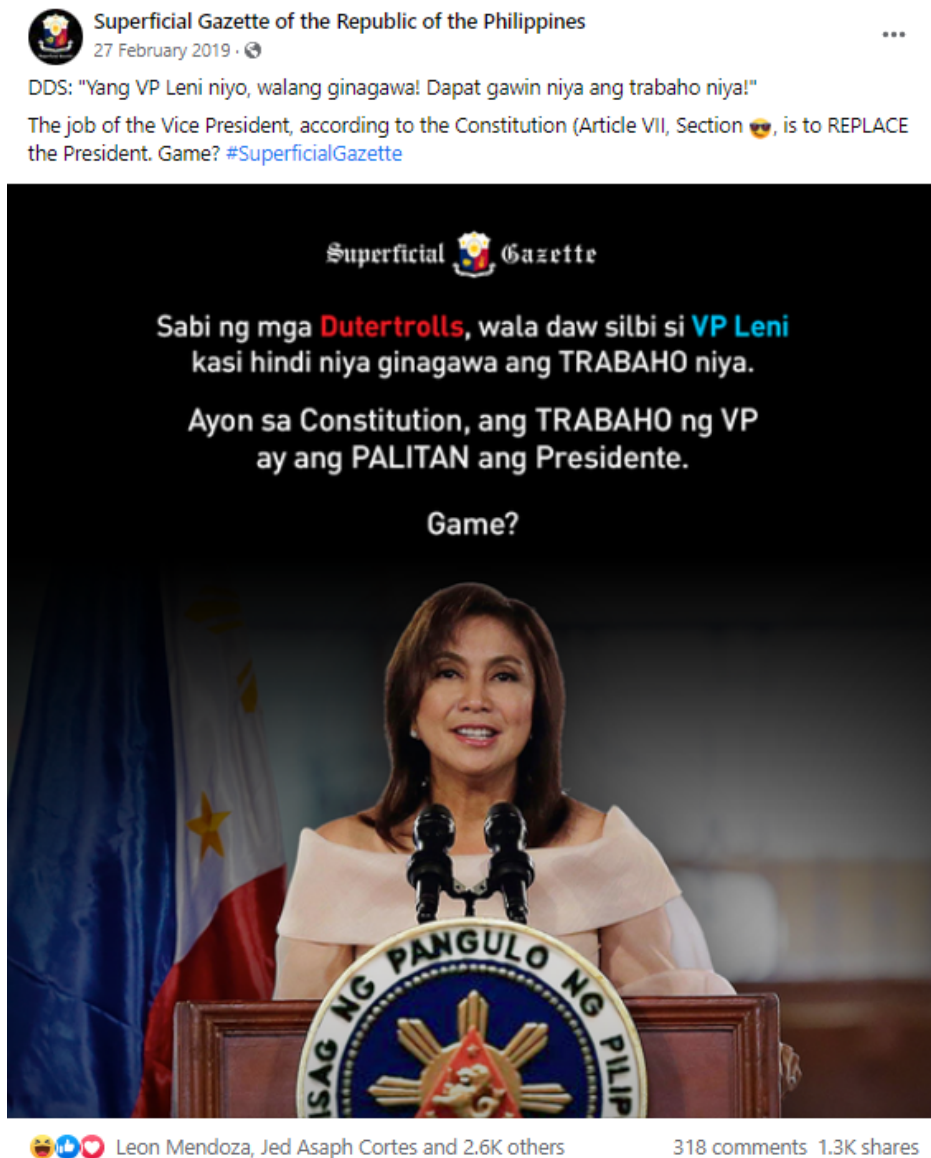 Superficial Gazette of the Republic of the Philippines
27 February 2019 ·
DDS: "Yang VP Leni niyo, walang ginagawa! Dapat gawin niya ang trabaho niya!"
The job of the Vice President, according to the Constitution (Article VII, Section 😎, is to REPLACE
the President. Game? #SuperficialGazette
Superficial Gazette
Sabi ng mga Dutertrolls, wala daw silbi si VP Leni
kasi hindi niya ginagawa ang TRABAHO niya.
Ayon sa Constitution, ang TRABAHO ng VP
ay ang PALITAN ang Presidente.
Game?
ISAG NG PANGULO NG PILIP
Leon Mendoza, Jed Asaph Cortes and 2.6K others
318 comments 1.3K shares